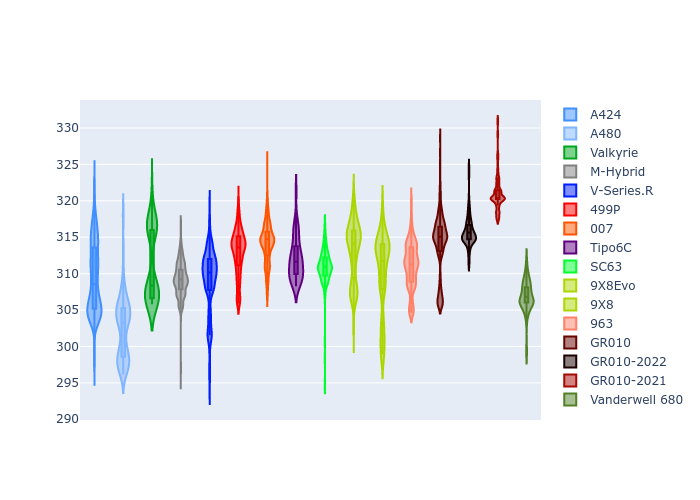 330
325
320
315
310
305
300
295
290
A424
A480
Valkyrie
M-Hybrid
V-Series.R
499P
007
Tipo6C
SC63
9X8Evo
9X8
963
GR010
GR010-2022
GR010-2021
Vanderwell 680